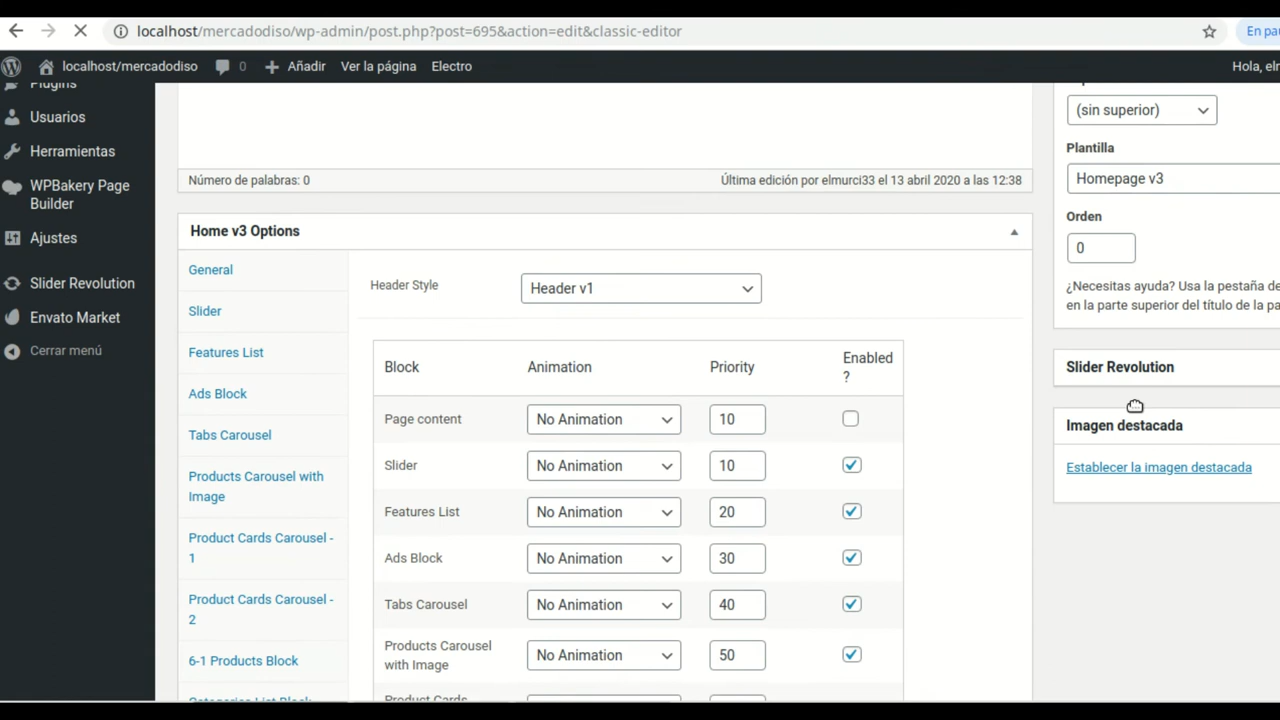 localhost/mercadodiso/wp-admin/post.php?post=695&action=edit&classic-editor
En pau
localhost/mercadodiso
0
Añadir
Ver la página
Electro
Hola, elm
Plugins
Usuarios
Herramientas
WPBakery Page
Builder
Ajustes
Slider Revolution
Envato Market
Cerrar menú
Número de palabras: 0
Última edición por elmurci33 el 13 abril 2020 a las 12:38
Home v3 Options
General
Slider
Features List
Ads Block
Tabs Carousel
Products Carousel with
Image
Product Cards Carousel -
1
Product Cards Carousel -
2
6-1 Products Block
Categories List Block
Header Style
Header v1
Block Animation Priority Enabled
?
Page content No Animation 10
Slider No Animation 10
Features List No Animation 20
Ads Block No Animation 30
Tabs Carousel No Animation 40
Products Carousel
with Image
No Animation 50
Product Cards
(sin superior)
Plantilla
Homepage v3
Orden
0
¿Necesitas ayuda? Usa la pestaña de
en la parte superior del título de la pa
Slider Revolution
Imagen destacada
Establecer la imagen destacada